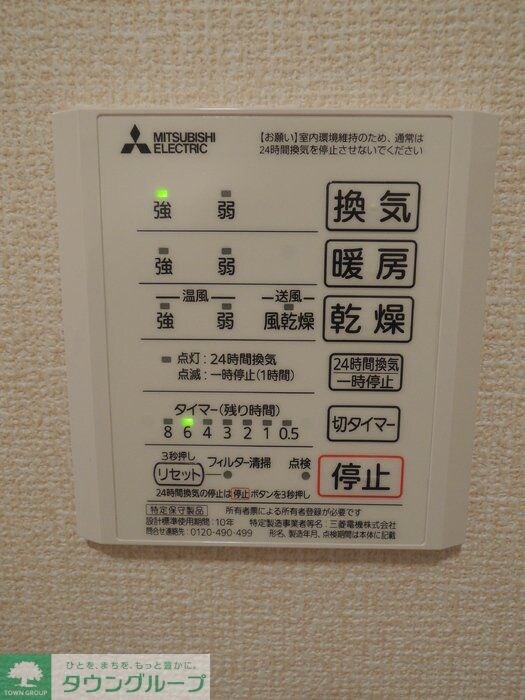 MITSUBISHI
ELECTRIC
【お願い】室内環境維持のため、通常は
24時間換気を停止させないでください
強 弱 換気
強 弱 暖房
温風 送風
強 弱 風乾燥 乾燥
点灯:24時間換気
点滅:一時停止(1時間)
24時間換気
一時停止
タイマー(残り時間)
8 6 4 3 2 1 0.5
切タイマー
3秒押し
リセット フィルター清掃 点検 停止
24時間換気の停止は停止ボタンを3秒押し
特定保守製品 所有者票による所有者登録が必要です
設計標準使用期間:10年 特定製造事業者等名:三菱電機株式会社
問合せ連絡先:0120-490-499 形名、製造年月、点検期間は本体に記載
ひとを、まちを、もっと豊かに。
タウングループ
TOWN GROUP